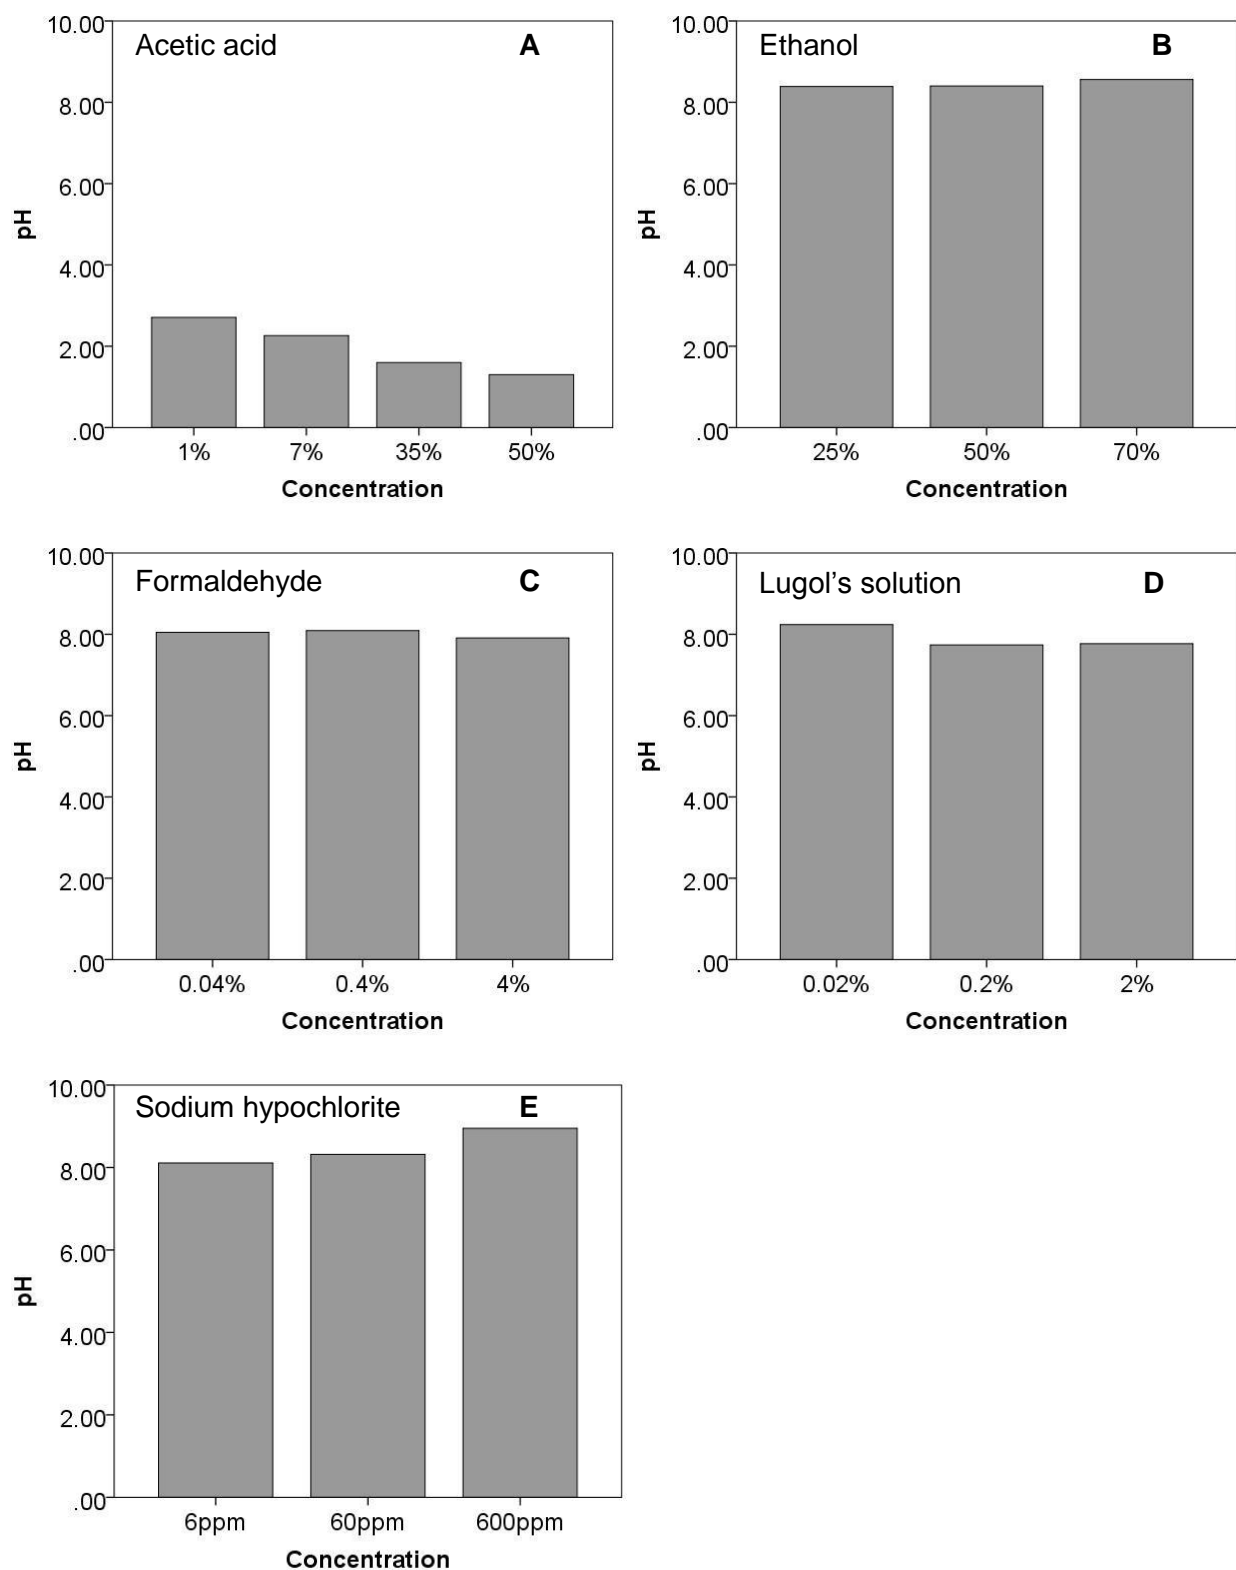 Acetic acid A
10.00
8.00
6.00
4.00
2.00
.00
pH
1% 7% 35% 50%
Concentration
Ethanol B
10.00
8.00
6.00
4.00
2.00
.00
pH
25% 50% 70%
Concentration
Formaldehyde C
10.00
8.00
6.00
4.00
2.00
.00
pH
0.04% 0.4% 4%
Concentration
Lugol’s solution D
10.00
8.00
6.00
4.00
2.00
.00
pH
0.02% 0.2% 2%
Concentration
Sodium hypochlorite E
10.00
8.00
6.00
4.00
2.00
.00
pH
6ppm 60ppm 600ppm
Concentration